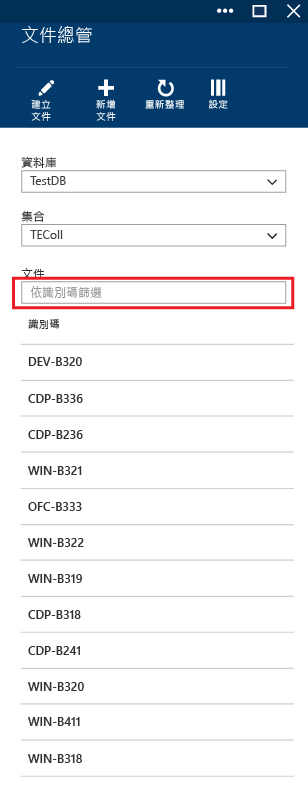 文件總管
建立
文件
新增
文件
重新整理
設定
資料庫
TestDB
集合
TEColl
文件
依識別碼篩選
識別碼
DEV-B320
CDP-B336
CDP-B236
WIN-B321
OFC-B333
WIN-B322
WIN-B319
CDP-B318
CDP-B241
WIN-B320
WIN-B411
WIN-B318